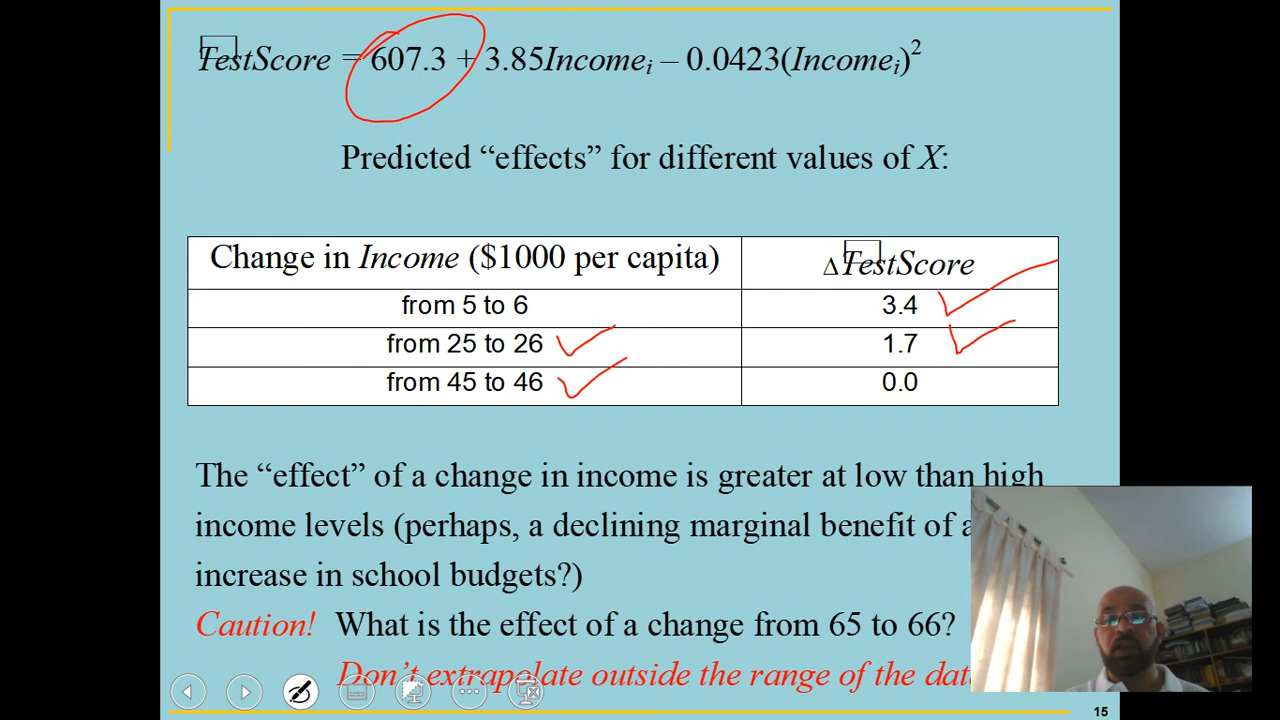 TestScore = 607.3 + 3.85Incomeᵢ – 0.0423(Incomeᵢ)²
Predicted “effects” for different values of X:
Change in Income ($1000 per capita) ΔTestScore
from 5 to 6 3.4
from 25 to 26 1.7
from 45 to 46 0.0
The “effect” of a change in income is greater at low than high
income levels (perhaps, a declining marginal benefit of
increase in school budgets?)
Caution! What is the effect of a change from 65 to 66?
Don’t extrapolate outside the range of the
15